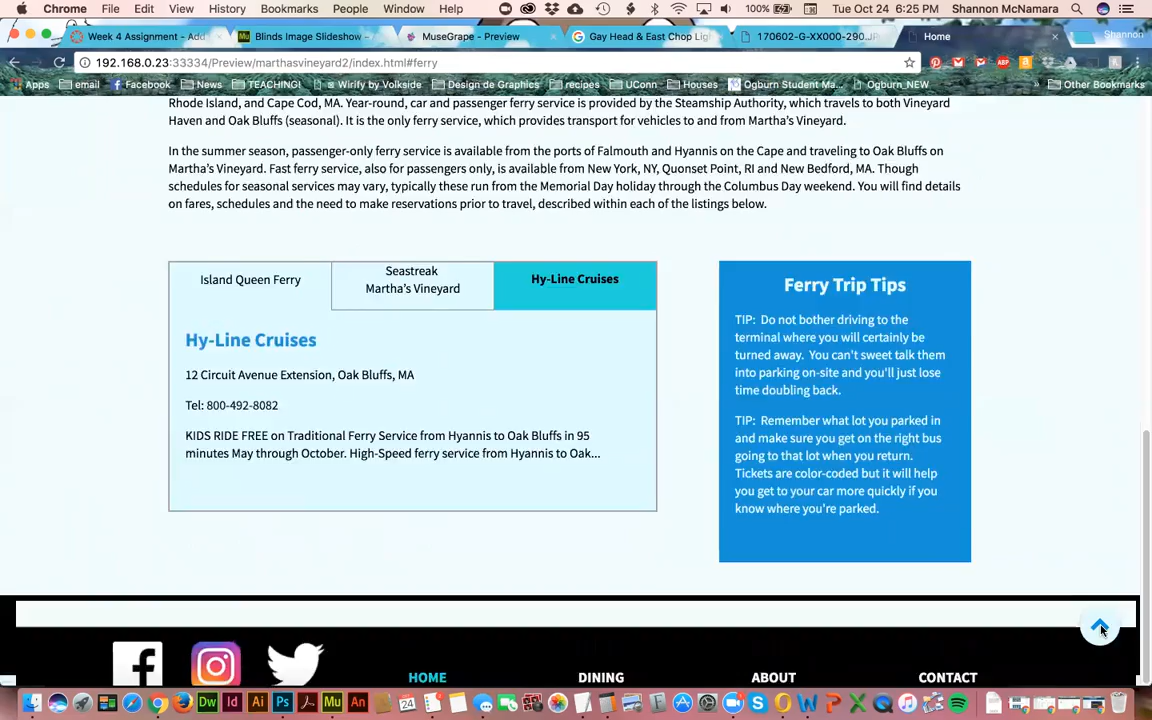 Chrome File Edit View History Bookmarks People Window Help 100% Tue Oct 24 6:25 PM Shannon McNamara
Week 4 Assignment - Add Blinds Image Slideshow - MuseGrape - Preview Gay Head & East Chop Lig 170602-G-XX000-290.JP Home Shannon
192.168.0.23:33334/Preview/marthasvineyard2/index.html#ferry
Apps email Facebook News TEACHING! Wirify by Volkside Design de Graphics recipes UConn Houses Ogburn Student Ma... Ogburn_NEW » Other Bookmarks
Rhode Island, and Cape Cod, MA. Year-round, car and passenger ferry service is provided by the Steamship Authority, which travels to both Vineyard
Haven and Oak Bluffs (seasonal). It is the only ferry service, which provides transport for vehicles to and from Martha's Vineyard.
In the summer season, passenger-only ferry service is available from the ports of Falmouth and Hyannis on the Cape and traveling to Oak Bluffs on
Martha's Vineyard. Fast ferry service, also for passengers only, is available from New York, NY, Quonset Point, RI and New Bedford, MA. Though
schedules for seasonal services may vary, typically these run from the Memorial Day holiday through the Columbus Day weekend. You will find details
on fares, schedules and the need to make reservations prior to travel, described within each of the listings below.
Island Queen Ferry
Seastreak
Martha's Vineyard
Hy-Line Cruises
Hy-Line Cruises
12 Circuit Avenue Extension, Oak Bluffs, MA
Tel: 800-492-8082
KIDS RIDE FREE on Traditional Ferry Service from Hyannis to Oak Bluffs in 95
minutes May through October. High-Speed ferry service from Hyannis to Oak...
Ferry Trip Tips
TIP: Do not bother driving to the
terminal where you will certainly be
turned away. You can't sweet talk them
into parking on-site and you'll just lose
time doubling back.
TIP: Remember what lot you parked in
and make sure you get on the right bus
going to that lot when you return.
Tickets are color-coded but it will help
you get to your car more quickly if you
know where you're parked.
HOME DINING ABOUT CONTACT
Dw Id Ai Ps Mu An 24